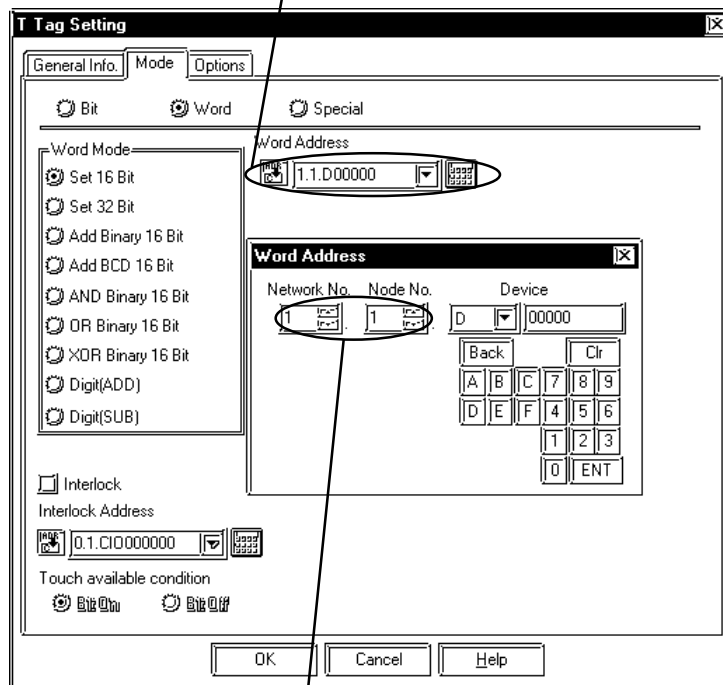 T Tag Setting
General Info. Mode Options
Bit Word Special
Word Mode
Set 16 Bit
Set 32 Bit
Add Binary 16 Bit
Add BCD 16 Bit
AND Binary 16 Bit
OR Binary 16 Bit
XOR Binary 16 Bit
Digit(ADD)
Digit(SUB)
Word Address
1.1.D00000
Word Address
Network No. Node No. Device
1 . 1 . D 00000
Back Clr
A B C 7 8 9
D E F 4 5 6
1 2 3
0 ENT
Interlock
Interlock Address
0.1.CIO000000
Touch available condition
Bit On Bit Off
OK Cancel Help